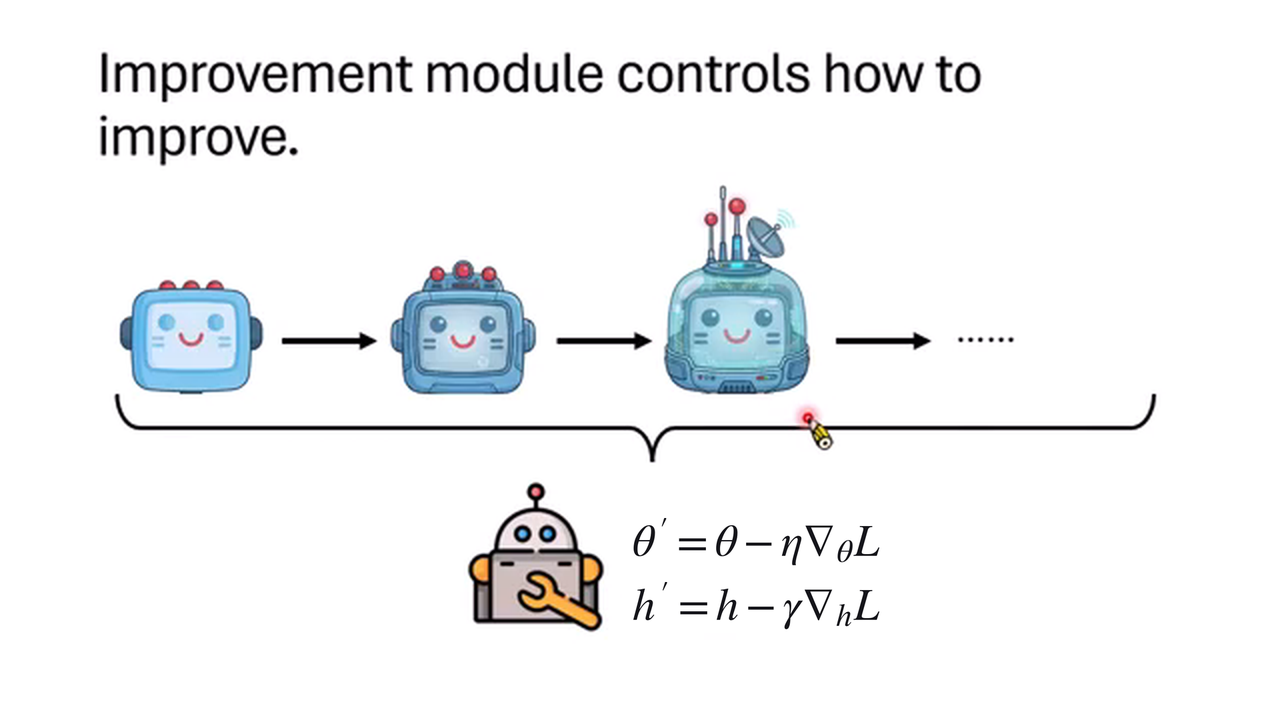 Improvement module controls how to
improve.
......
θ′ = θ − η∇θL
h′ = h − γ∇hL